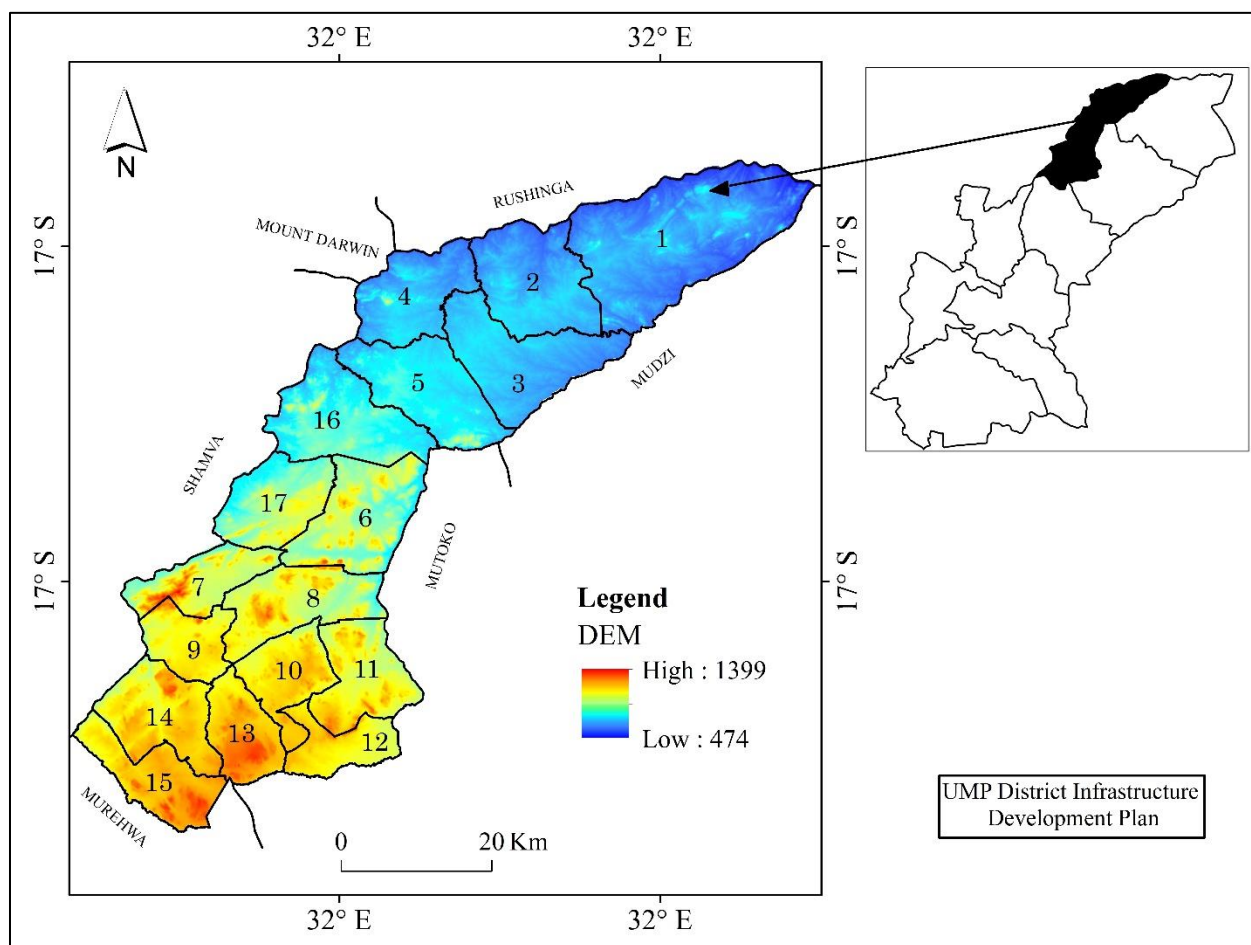 32° E
32° E
N
RUSHINGA
MOUNT DARWIN
17° S
17° S
1
2
4
3
5
MUDZI
16
SHAMVA
17
6
MUTOKO
17° S
17° S
7
8
9
10
11
14
13
12
15
MUREHWA
Legend
DEM
High : 1399
Low : 474
0 20 Km
UMP District Infrastructure
Development Plan
32° E
32° E